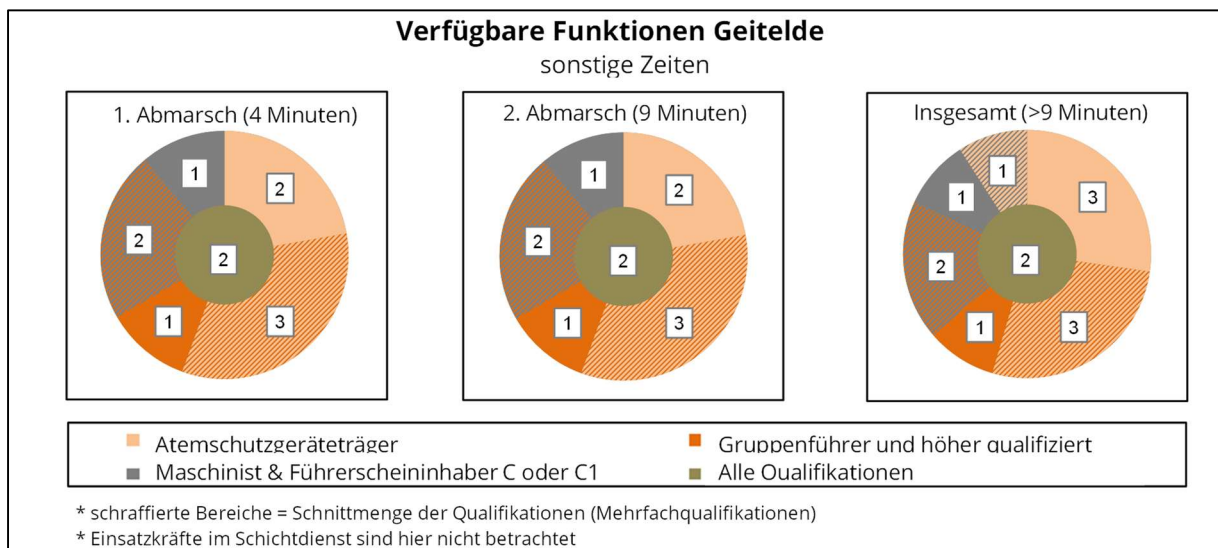 Verfügbare Funktionen Geitelde
sonstige Zeiten
1. Abmarsch (4 Minuten)
1
2
2
2
1
3
2. Abmarsch (9 Minuten)
1
2
2
2
1
3
Insgesamt (>9 Minuten)
1
1
3
2
2
1
3
Atemschutzgeräteträger
Gruppenführer und höher qualifiziert
Maschinist & Führerscheininhaber C oder C1
Alle Qualifikationen
* schraffierte Bereiche = Schnittmenge der Qualifikationen (Mehrfachqualifikationen)
* Einsatzkräfte im Schichtdienst sind hier nicht betrachtet